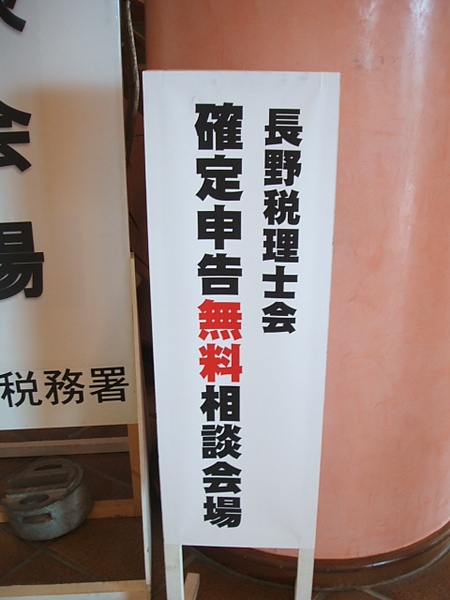 長野税理士会
確定申告無料相談会場
会場
税務署